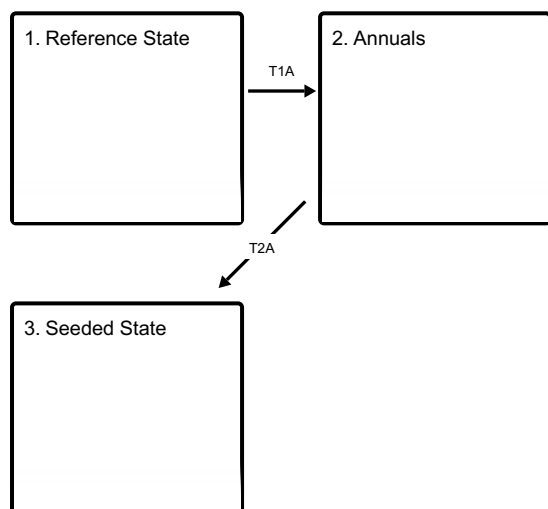 1. Reference State
T1A
2. Annuals
T2A
3. Seeded State